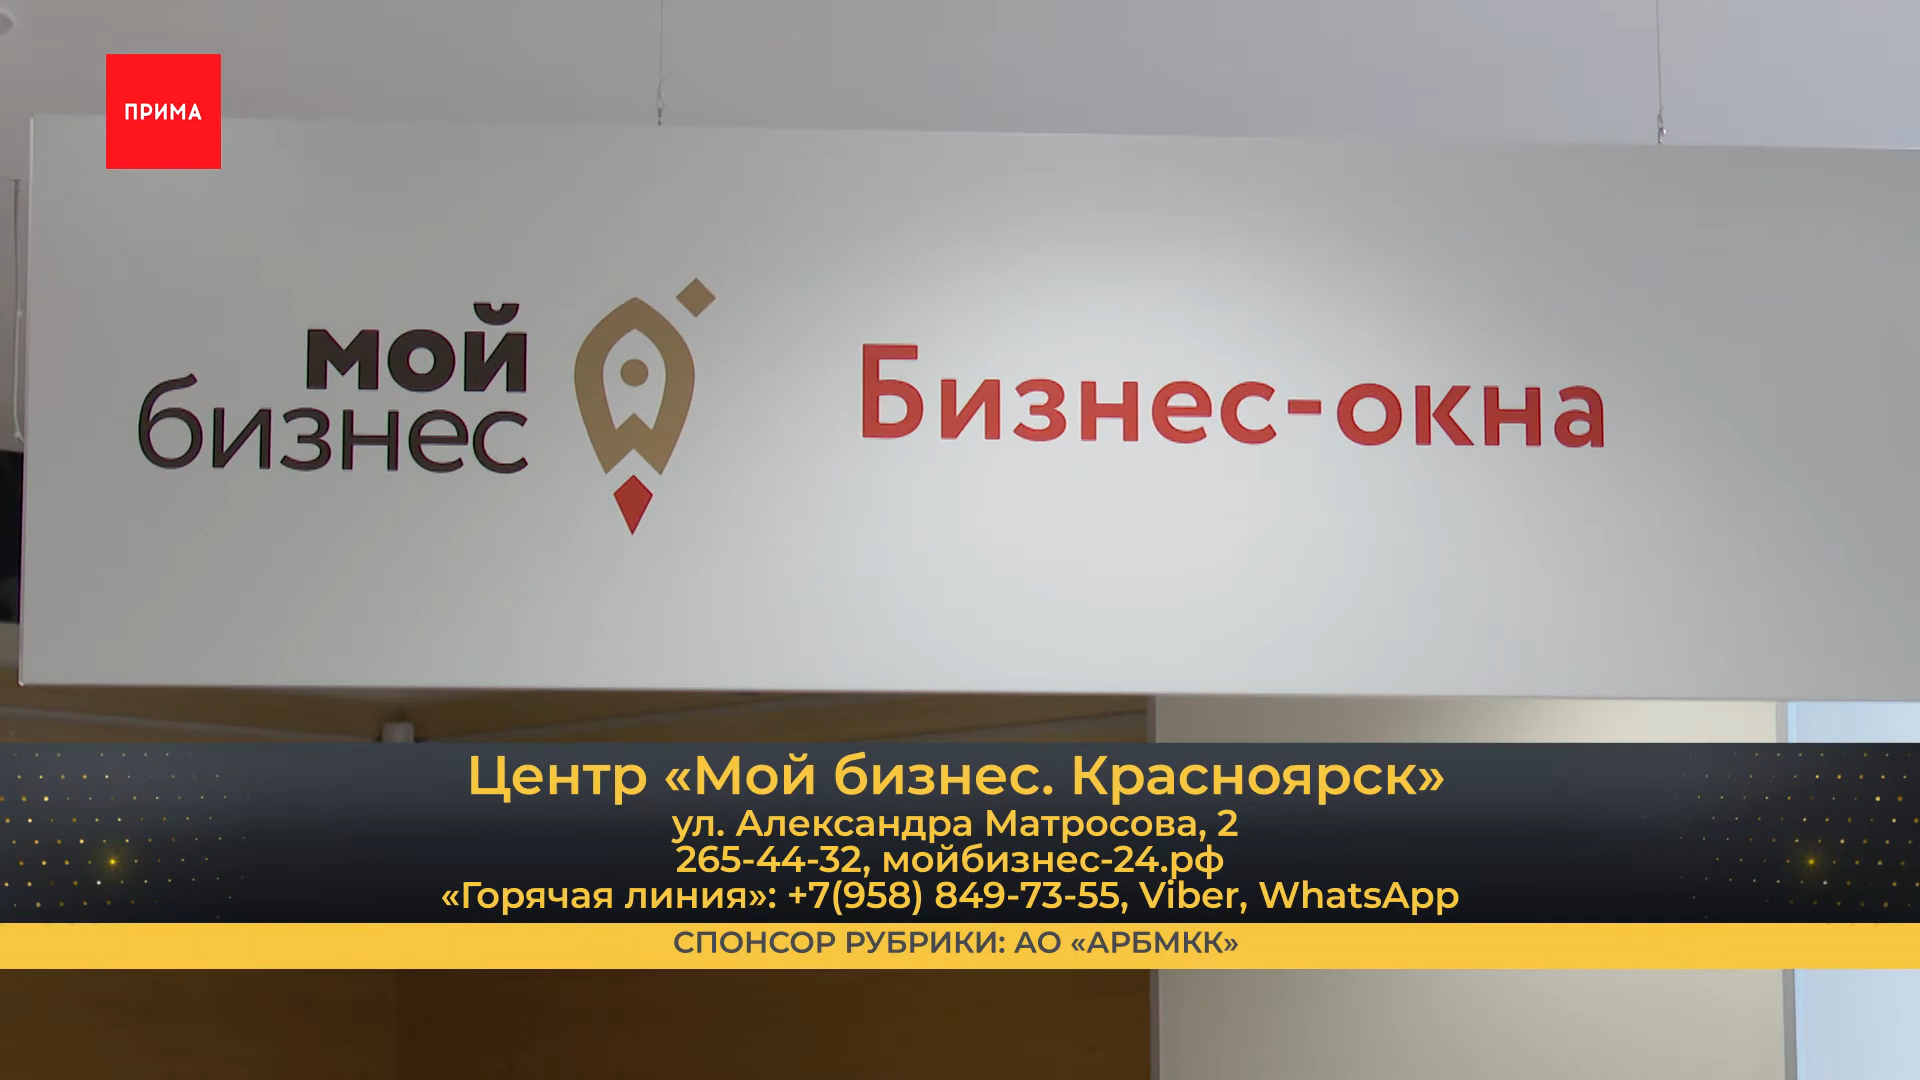 ПРИМА
мой
бизнес
Бизнес-окна
Центр «Мой бизнес. Красноярск»
ул. Александра Матросова, 2
265-44-32, мойбизнес-24.рф
«Горячая линия»: +7(958) 849-73-55, Viber, WhatsApp
СПОНСОР РУБРИКИ: АО «АРБМКК»